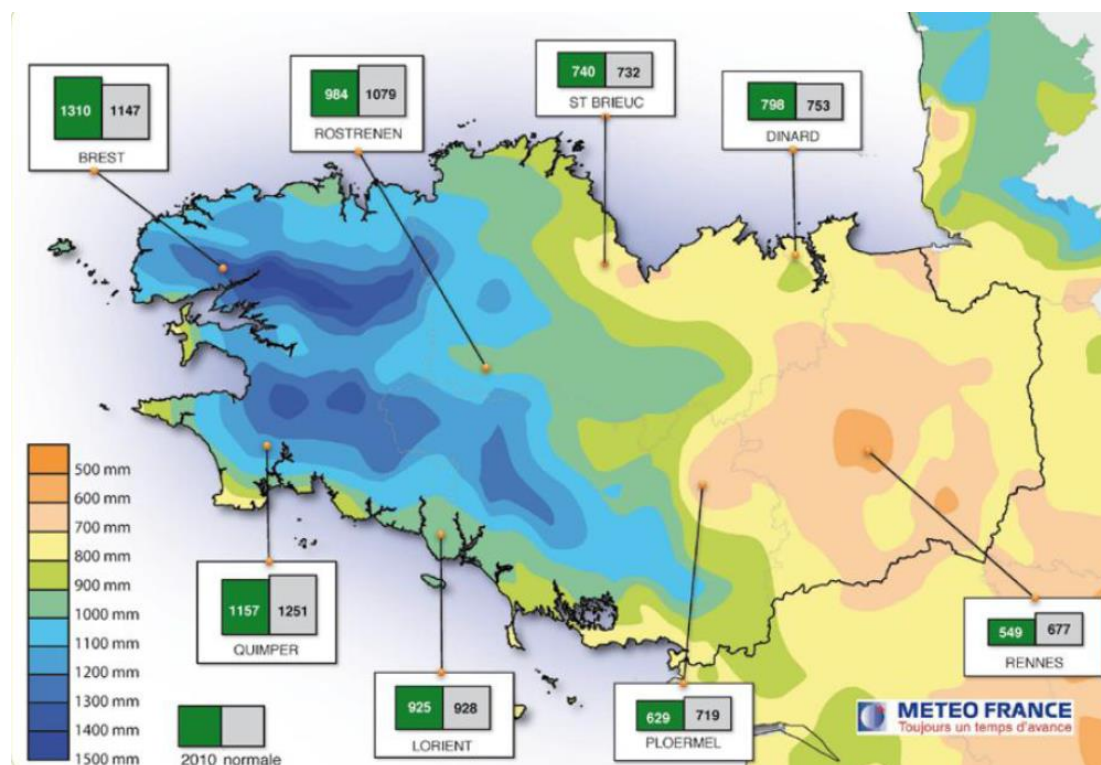 1310 1147
BREST
984 1079
ROSTRENEN
740 732
ST BRIEUC
798 753
DINARD
500 mm
600 mm
700 mm
800 mm
900 mm
1000 mm
1100 mm
1200 mm
1300 mm
1400 mm
1500 mm
1157 1251
QUIMPER
2010 normale
925 928
LORIENT
629 719
PLOERMEL
549 677
RENNES
METEO FRANCE
Toujours un temps d'avance